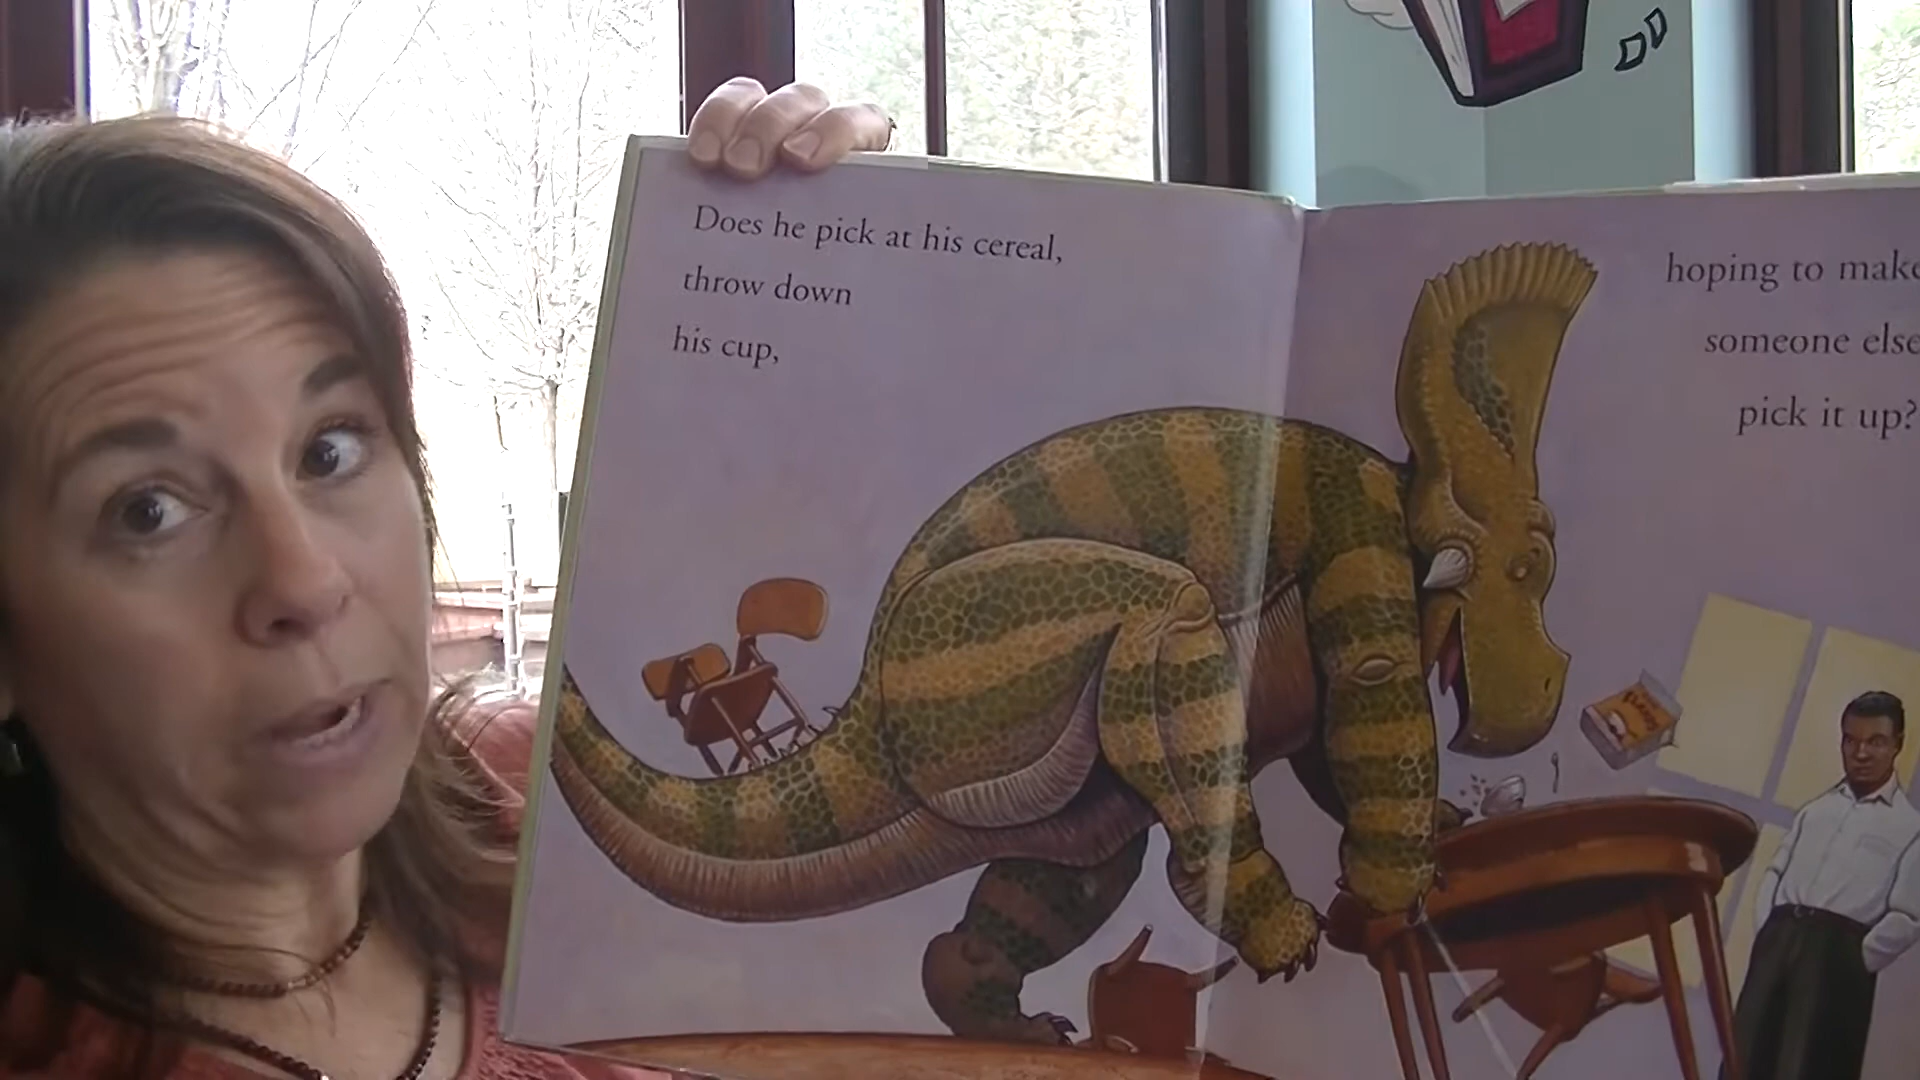 Does he pick at his cereal,
throw down
his cup,
hoping to make
someone else
pick it up?